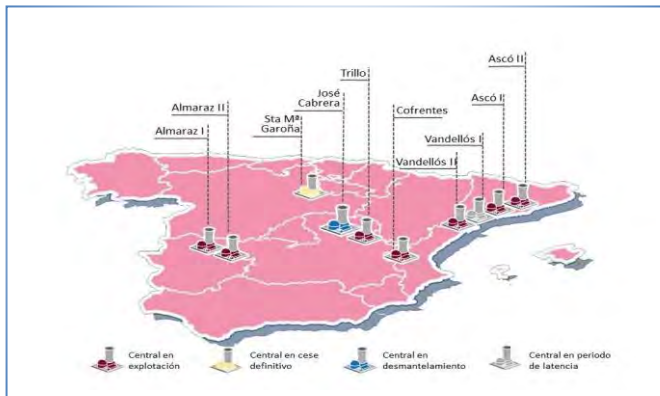 Ascó II
Trillo
José
Cabrera
Ascó I
Almaraz II
Sta Mª
Garoña
Cofrentes
Almaraz I
Vandellós I
Vandellós II
Central en
explotación
Central en cese
definitivo
Central en
desmantelamiento
Central en periodo
de latencia